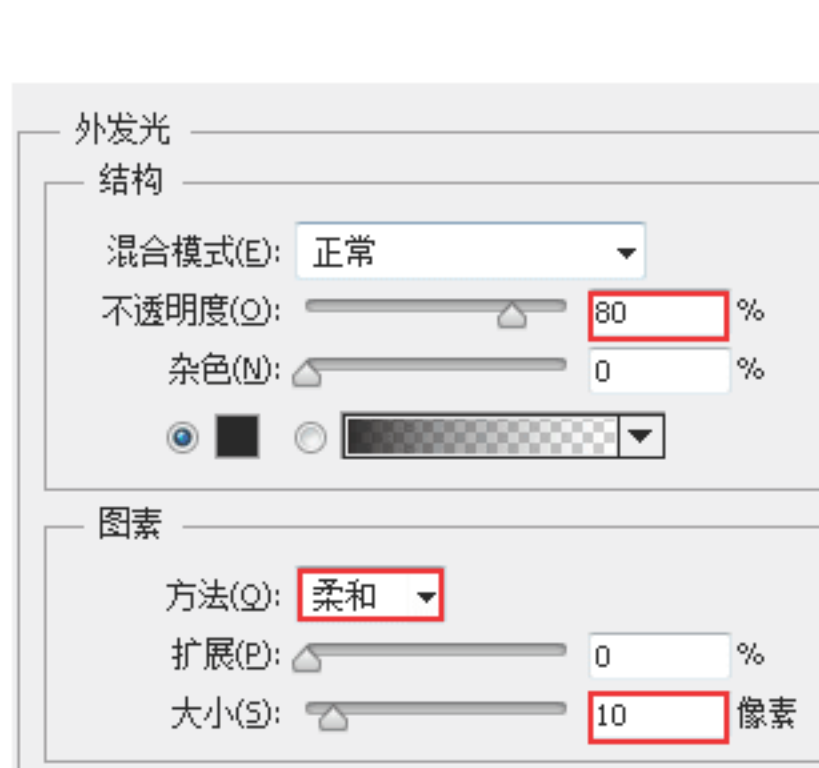 外发光
结构
混合模式(E): 正常
不透明度(O): 80 %
杂色(N): 0 %
图素
方法(Q): 柔和
扩展(P): 0 %
大小(S): 10 像素